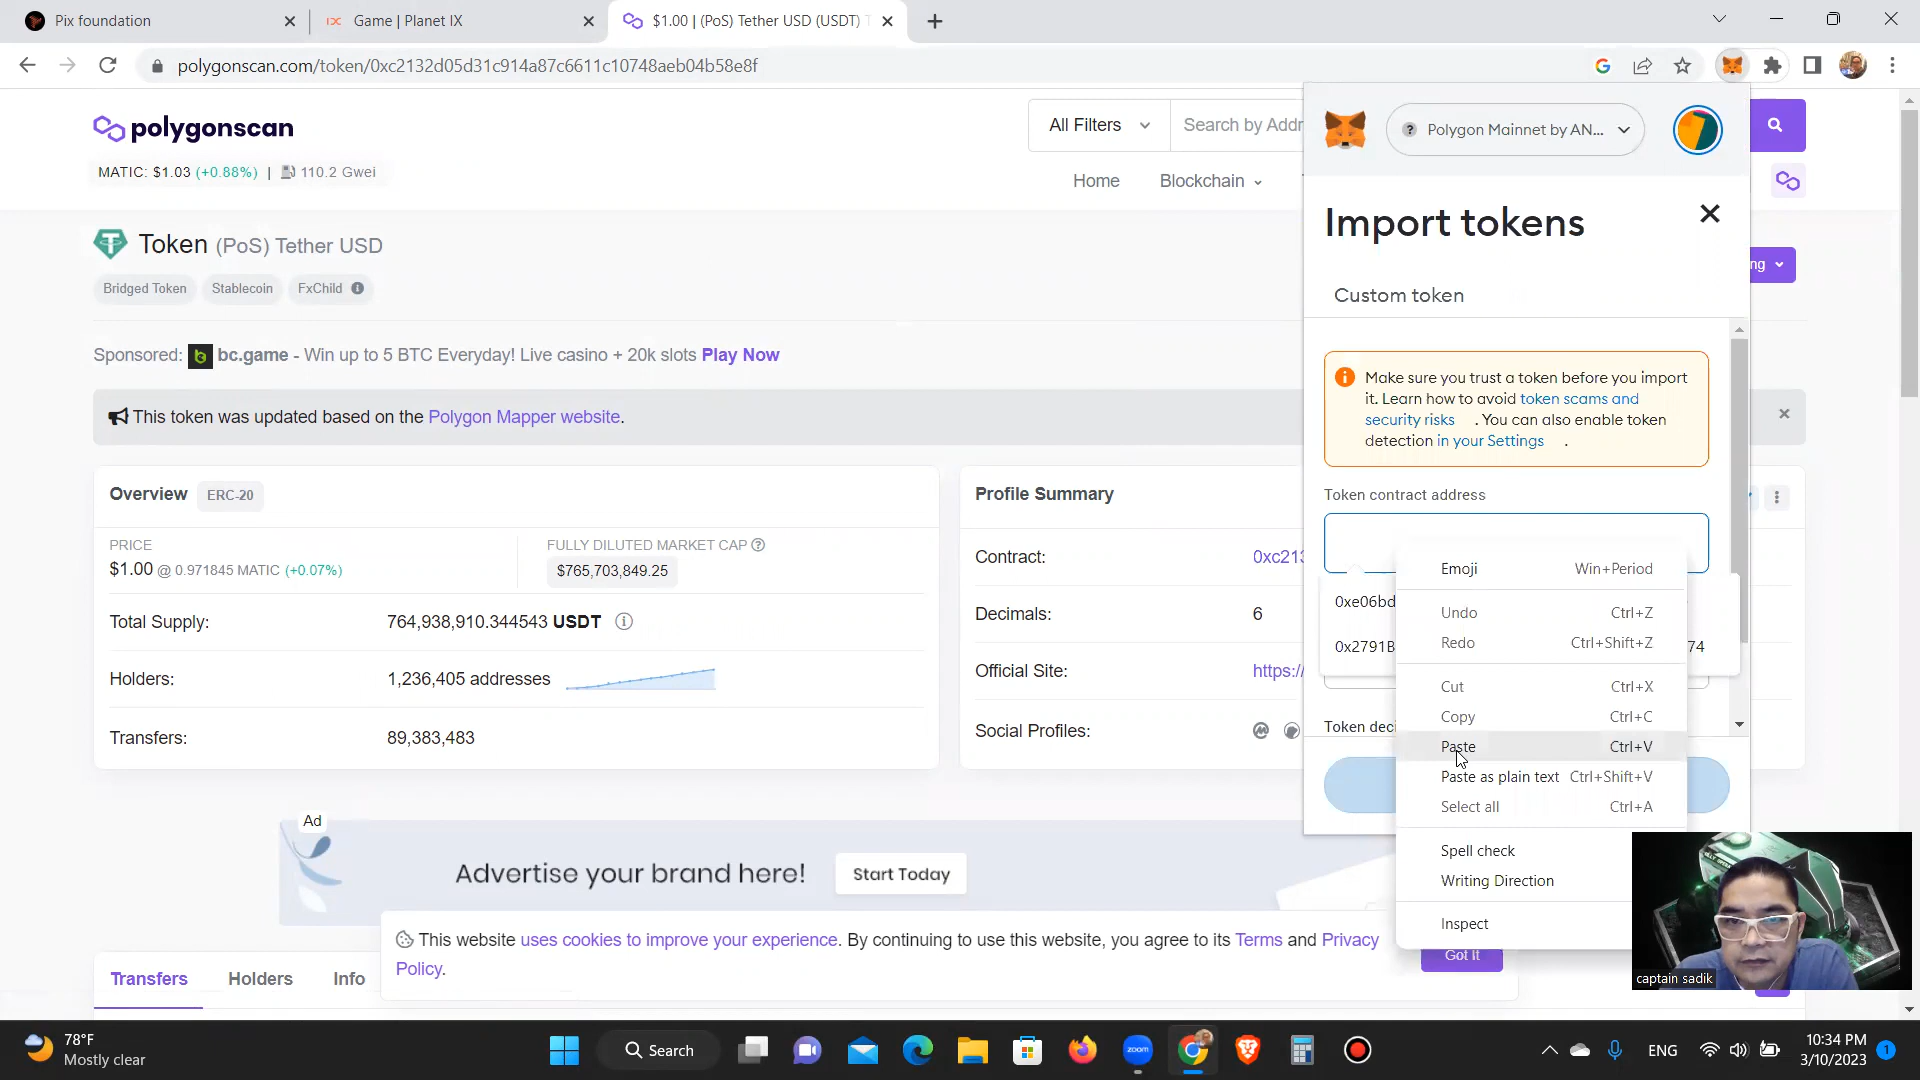 Pix foundation
Game | Planet IX
$1.00 | (PoS) Tether USD (USDT) T
polygonscan.com/token/0xc2132d05d31c914a87c6611c10748aeb04b58e8f
polygonscan
All Filters
Search by Addr
MATIC: $1.03 (+0.88%) | 110.2 Gwei
Home
Blockchain
Polygon Mainnet by AN...
Import tokens
Token (PoS) Tether USD
ng
Bridged Token
Stablecoin
FxChild
Custom token
Sponsored: bc.game - Win up to 5 BTC Everyday! Live casino + 20k slots Play Now
Make sure you trust a token before you import
it. Learn how to avoid token scams and
security risks . You can also enable token
detection in your Settings .
This token was updated based on the Polygon Mapper website.
Overview ERC-20
Profile Summary
Token contract address
PRICE
$1.00 @ 0.971845 MATIC (+0.07%)
FULLY DILUTED MARKET CAP
$765,703,849.25
Contract: 0xc213
Total Supply: 764,938,910.344543 USDT
Decimals: 6
Holders: 1,236,405 addresses
Official Site: https:/
Transfers: 89,383,483
Social Profiles:
0xe06bd
0x2791B
74
Token deci
Emoji Win+Period
Undo Ctrl+Z
Redo Ctrl+Shift+Z
Cut Ctrl+X
Copy Ctrl+C
Paste Ctrl+V
Paste as plain text Ctrl+Shift+V
Select all Ctrl+A
Spell check
Writing Direction
Inspect
Ad
Advertise your brand here!
Start Today
This website uses cookies to improve your experience. By continuing to use this website, you agree to its Terms and Privacy
Policy.
Got It
Transfers
Holders
Info
captain sadik
78°F
Mostly clear
Search
zoom
ENG
10:34 PM
3/10/2023
1